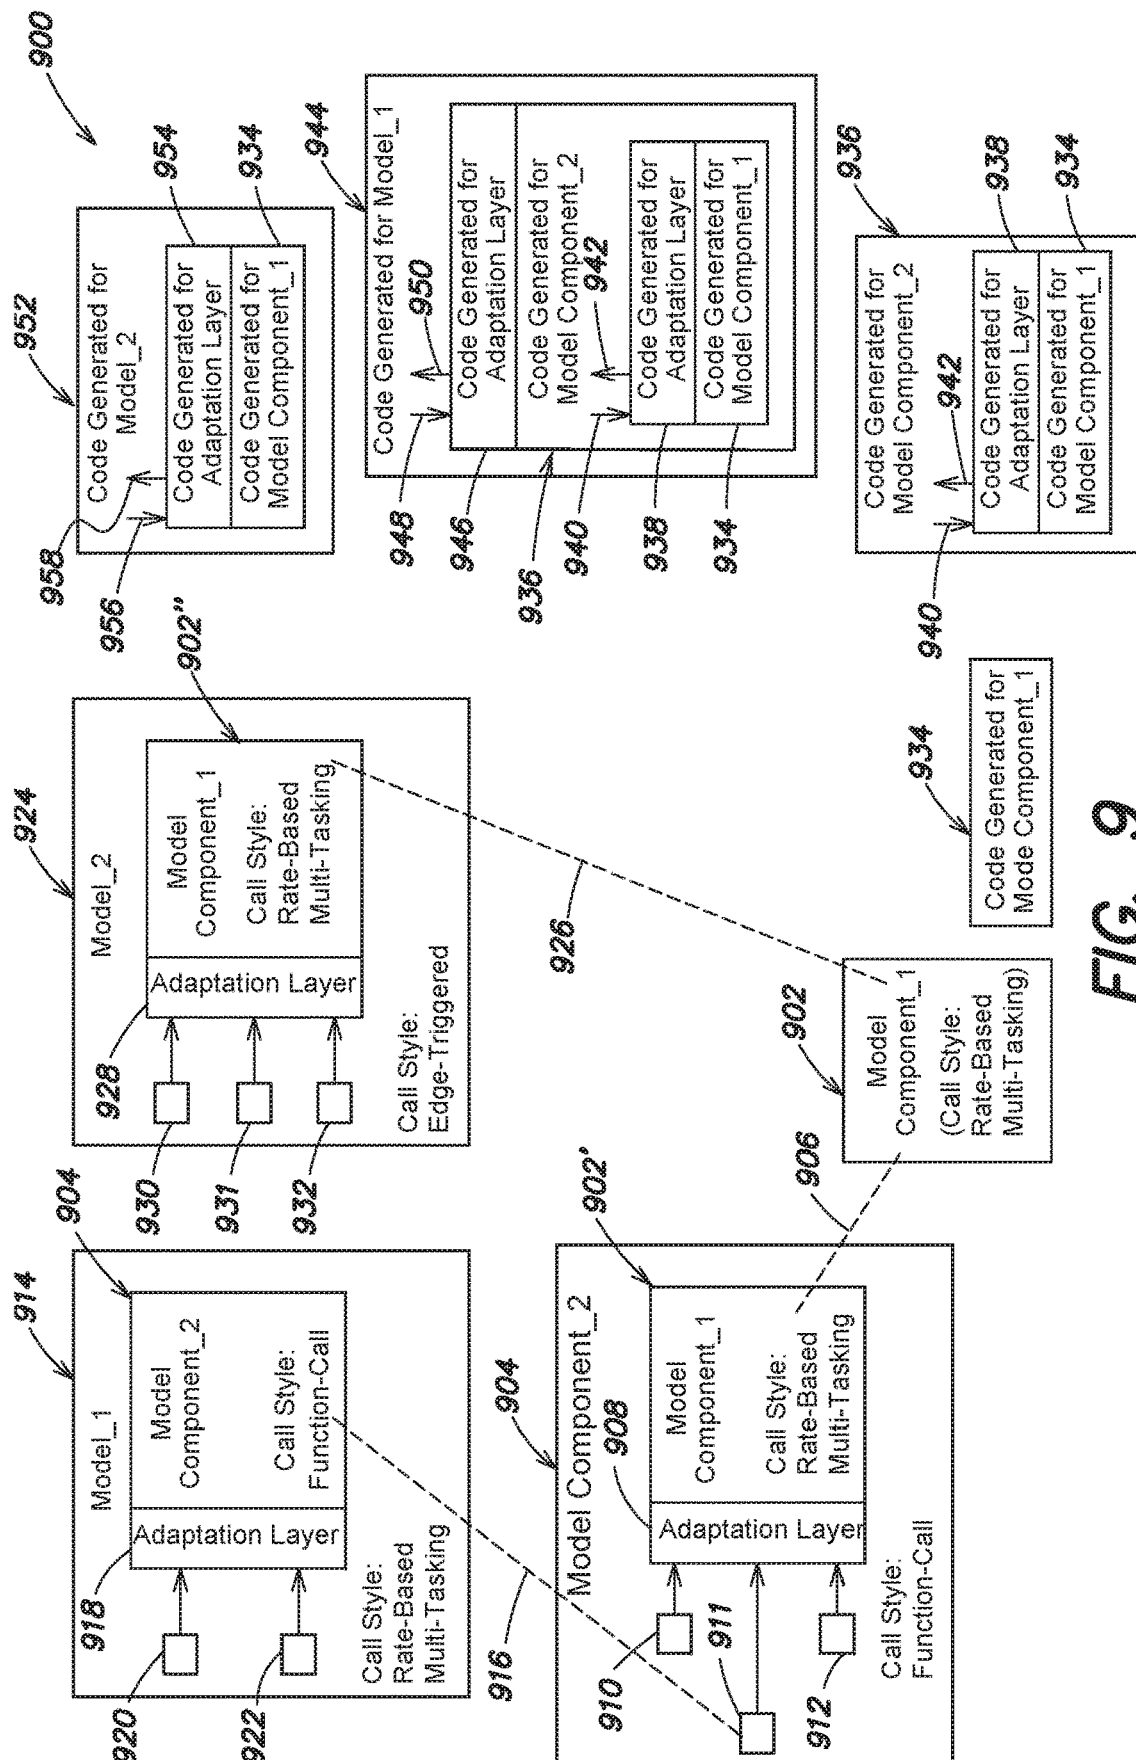 900
914
Model_1
904
Model
Component_2
Call Style:
Function-Call
Adaptation Layer
918
920
922
Call Style:
Rate-Based
Multi-Tasking
916
924
Model_2
902"
Model
Component_1
Call Style:
Rate-Based
Multi-Tasking
Adaptation Layer
928
930
931
932
Call Style:
Edge-Triggered
926
952
Code Generated for
Model_2
954
Code Generated for
Adaptation Layer
934
Code Generated for
Model Component_1
958
956
944
Code Generated for Model_1
948
950
946
Code Generated for
Adaptation Layer
936
Code Generated for
Model Component_2
940
942
938
Code Generated for
Adaptation Layer
934
Code Generated for
Model Component_1
904
Model Component_2
902'
908
Model
Component_1
Call Style:
Rate-Based
Multi-Tasking
Adaptation Layer
910
911
912
Call Style:
Function-Call
906
902
Model
Component_1
(Call Style:
Rate-Based
Multi-Tasking)
934
Code Generated for
Mode Component_1
936
Code Generated for
Model Component_2
940
942
938
Code Generated for
Adaptation Layer
934
Code Generated for
Model Component_1
FIG. 9